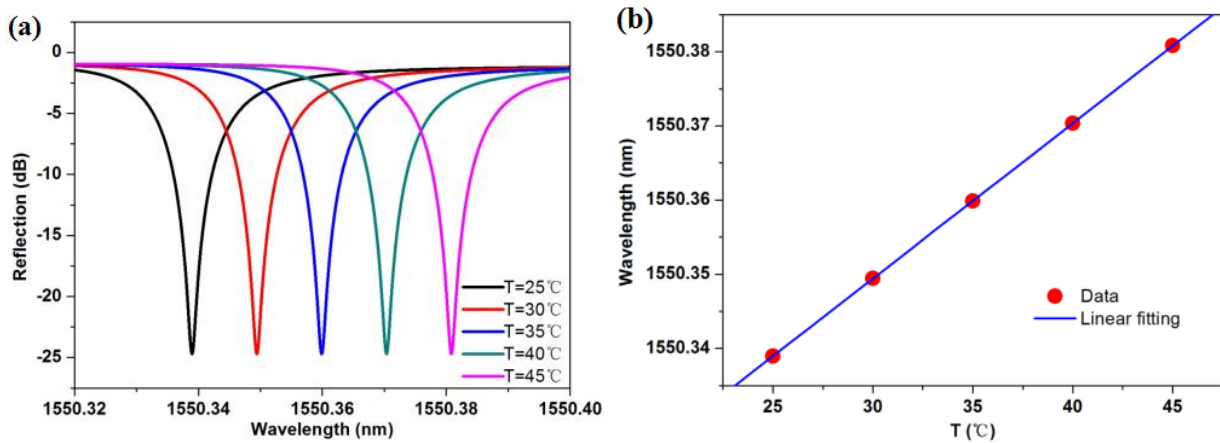 (a)
0
-5
-10
-15
-20
-25
Reflection (dB)
T=25℃
T=30℃
T=35℃
T=40℃
T=45℃
1550.32
1550.34
1550.36
1550.38
1550.40
Wavelength (nm)
(b)
1550.38
1550.37
1550.36
1550.35
1550.34
Wavelength (nm)
Data
Linear fitting
25
30
35
40
45
T (℃)